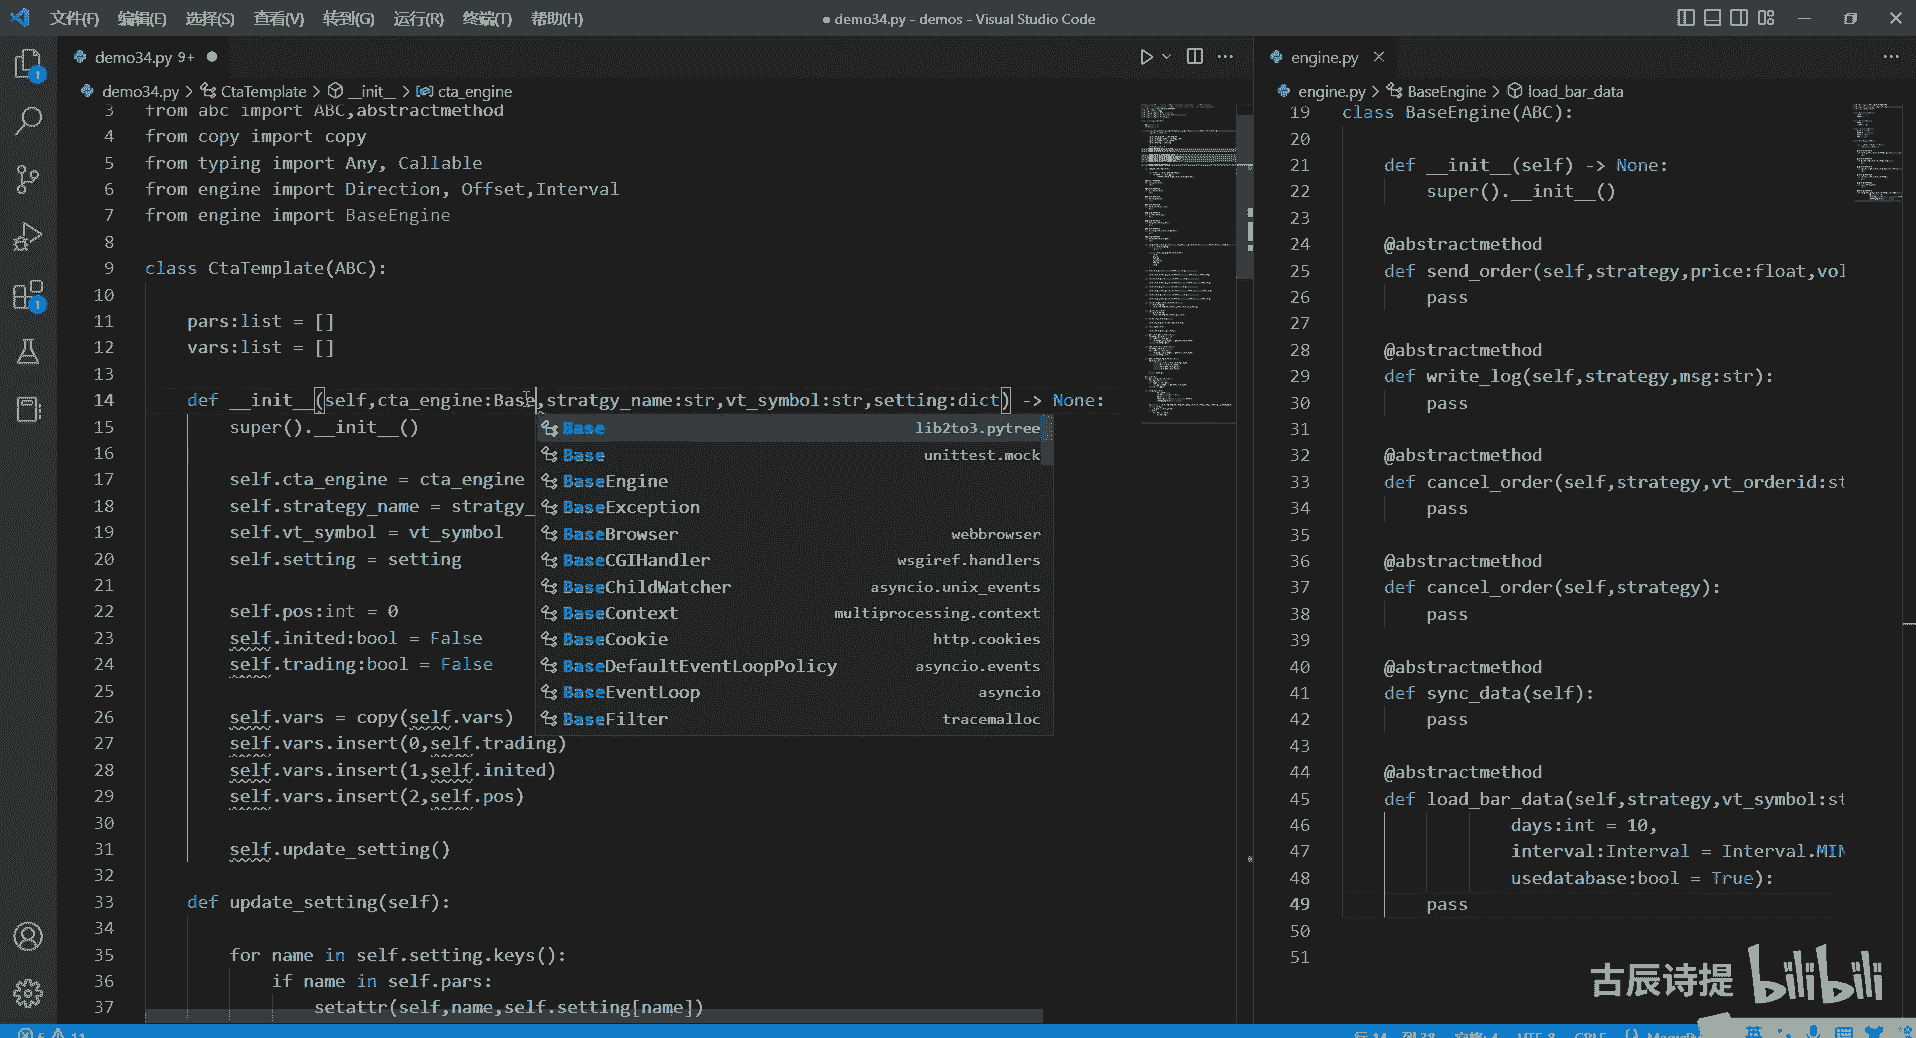 文件(F) 编辑(E) 选择(S) 查看(V) 转到(G) 运行(R) 终端(T) 帮助(H)
● demo34.py - demos - Visual Studio Code
demo34.py 9+ ●
demo34.py > CtaTemplate > __init__ > cta_engine
3 from abc import ABC,abstractmethod
4 from copy import copy
5 from typing import Any, Callable
6 from engine import Direction, Offset,Interval
7 from engine import BaseEngine
8
9 class CtaTemplate(ABC):
10
11 pars:list = []
12 vars:list = []
13
14 def __init__(self,cta_engine:Base,stratgy_name:str,vt_symbol:str,setting:dict) -> None:
15 super().__init__()
16
17 self.cta_engine = cta_engine
18 self.strategy_name = stratgy_
19 self.vt_symbol = vt_symbol
20 self.setting = setting
21
22 self.pos:int = 0
23 self.inited:bool = False
24 self.trading:bool = False
25
26 self.vars = copy(self.vars)
27 self.vars.insert(0,self.trading)
28 self.vars.insert(1,self.inited)
29 self.vars.insert(2,self.pos)
30
31 self.update_setting()
32
33 def update_setting(self):
34
35 for name in self.setting.keys():
36 if name in self.pars:
37 setattr(self,name,self.setting[name])
Base lib2to3.pytree
Base unittest.mock
BaseEngine
BaseException
BaseBrowser webbrowser
BaseCGIHandler wsgiref.handlers
BaseChildWatcher asyncio.unix_events
BaseContext multiprocessing.context
BaseCookie http.cookies
BaseDefaultEventLoopPolicy asyncio.events
BaseEventLoop asyncio
BaseFilter tracemalloc
engine.py
engine.py > BaseEngine > load_bar_data
19 class BaseEngine(ABC):
20
21 def __init__(self) -> None:
22 super().__init__()
23
24 @abstractmethod
25 def send_order(self,strategy,price:float,vol
26 pass
27
28 @abstractmethod
29 def write_log(self,strategy,msg:str):
30 pass
31
32 @abstractmethod
33 def cancel_order(self,strategy,vt_orderid:st
34 pass
35
36 @abstractmethod
37 def cancel_order(self,strategy):
38 pass
39
40 @abstractmethod
41 def sync_data(self):
42 pass
43
44 @abstractmethod
45 def load_bar_data(self,strategy,vt_symbol:st
46 days:int = 10,
47 interval:Interval = Interval.MIN
48 usedatabase:bool = True):
49 pass
50
51
1
1
古辰诗提 bilibili
行 14, 列 38 空格: 4 UTF-8 CRLF
英